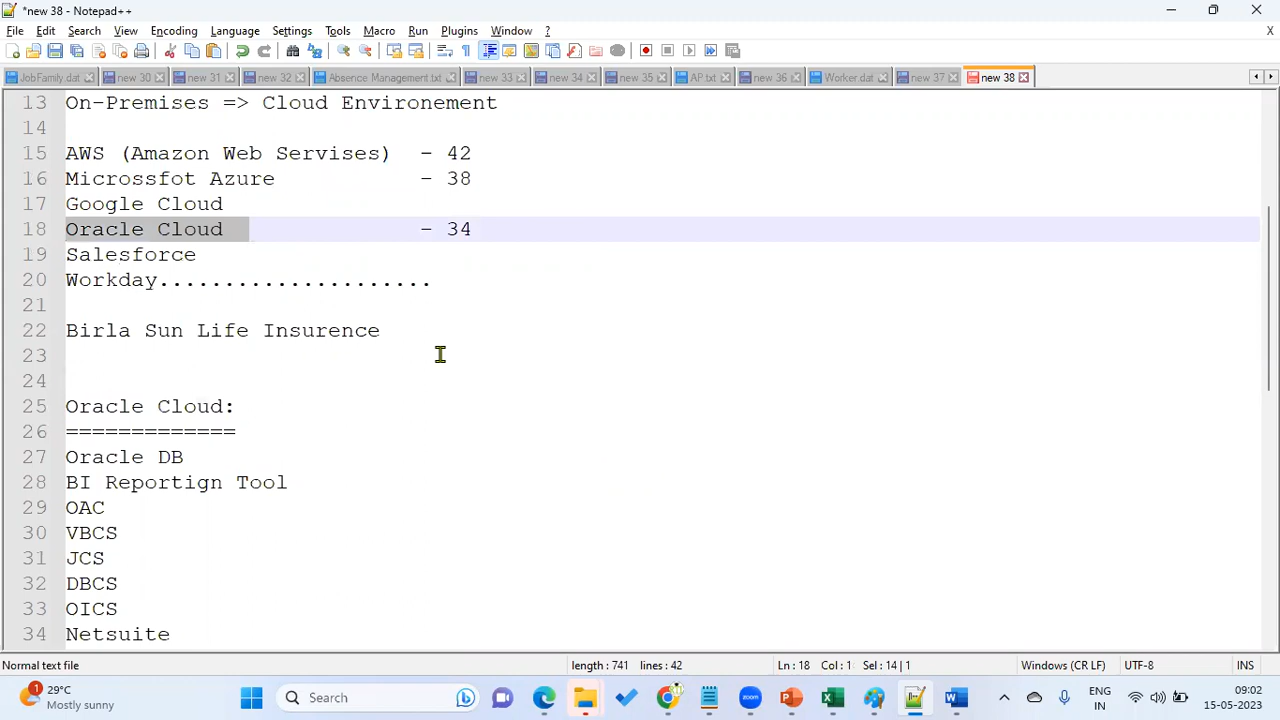 *new 38 - Notepad++
File Edit Search View Encoding Language Settings Tools Macro Run Plugins Window ? X
JobFamily.dat new 30 new 31 new 32 Absence Management.txt new 33 new 34 new 35 AP.txt new 36 Worker.dat new 37 new 38
13 On-Premises => Cloud Environement
14
15 AWS (Amazon Web Servises) - 42
16 Microssfot Azure - 38
17 Google Cloud
18 Oracle Cloud - 34
19 Salesforce
20 Workday.....................
21
22 Birla Sun Life Insurence
23
24
25 Oracle Cloud:
26 =============
27 Oracle DB
28 BI Reportign Tool
29 OAC
30 VBCS
31 JCS
32 DBCS
33 OICS
34 Netsuite
Normal text file length : 741 lines : 42 Ln : 18 Col : 1 Sel : 14 | 1 Windows (CR LF) UTF-8 INS
1 29°C Mostly sunny Search zoom ENG IN 09:02 15-05-2023